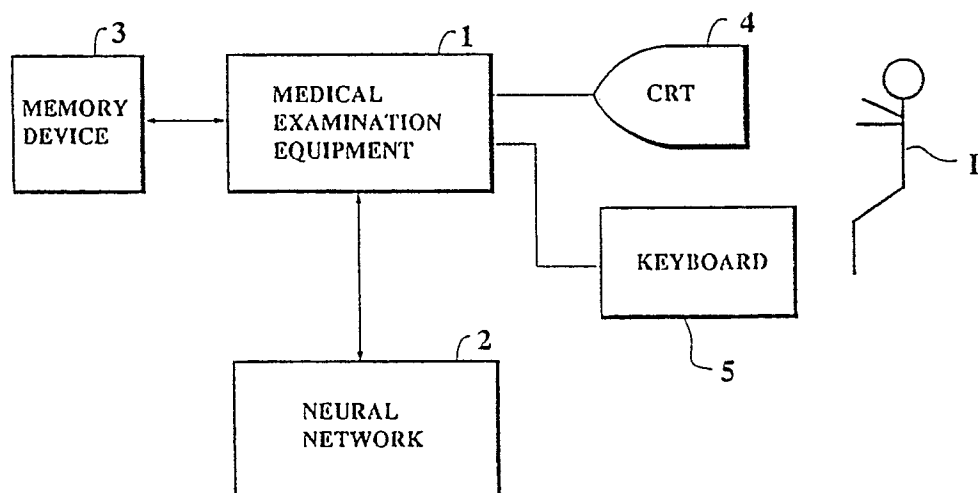 3
MEMORY
DEVICE
1
MEDICAL
EXAMINATION
EQUIPMENT
4
CRT
I
KEYBOARD
5
2
NEURAL
NETWORK